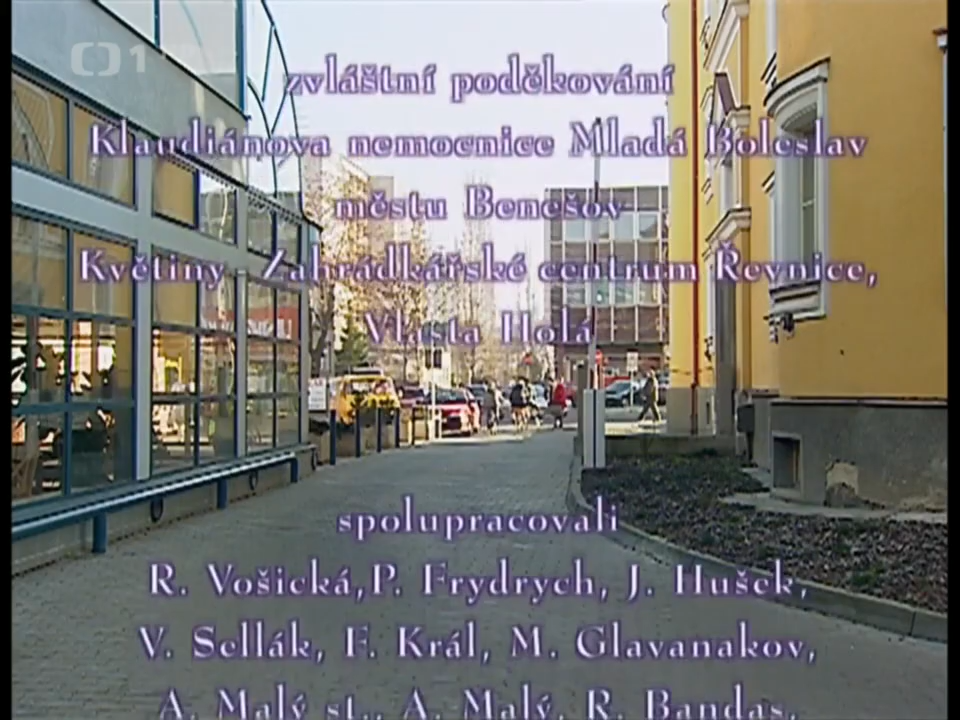 ČT1
zvláštní poděkování
Klaudiánova nemocnice Mladá Boleslav
městu Benešov
Květiny, Zahrádkářské centrum Řevnice,
Vlasta Holá
spolupracovali
R. Vošická,P. Frydrych, J. Hušek,
V. Sellák, F. Král, M. Glavanakov,
A. Malý st., A. Malý, R. Bandas,